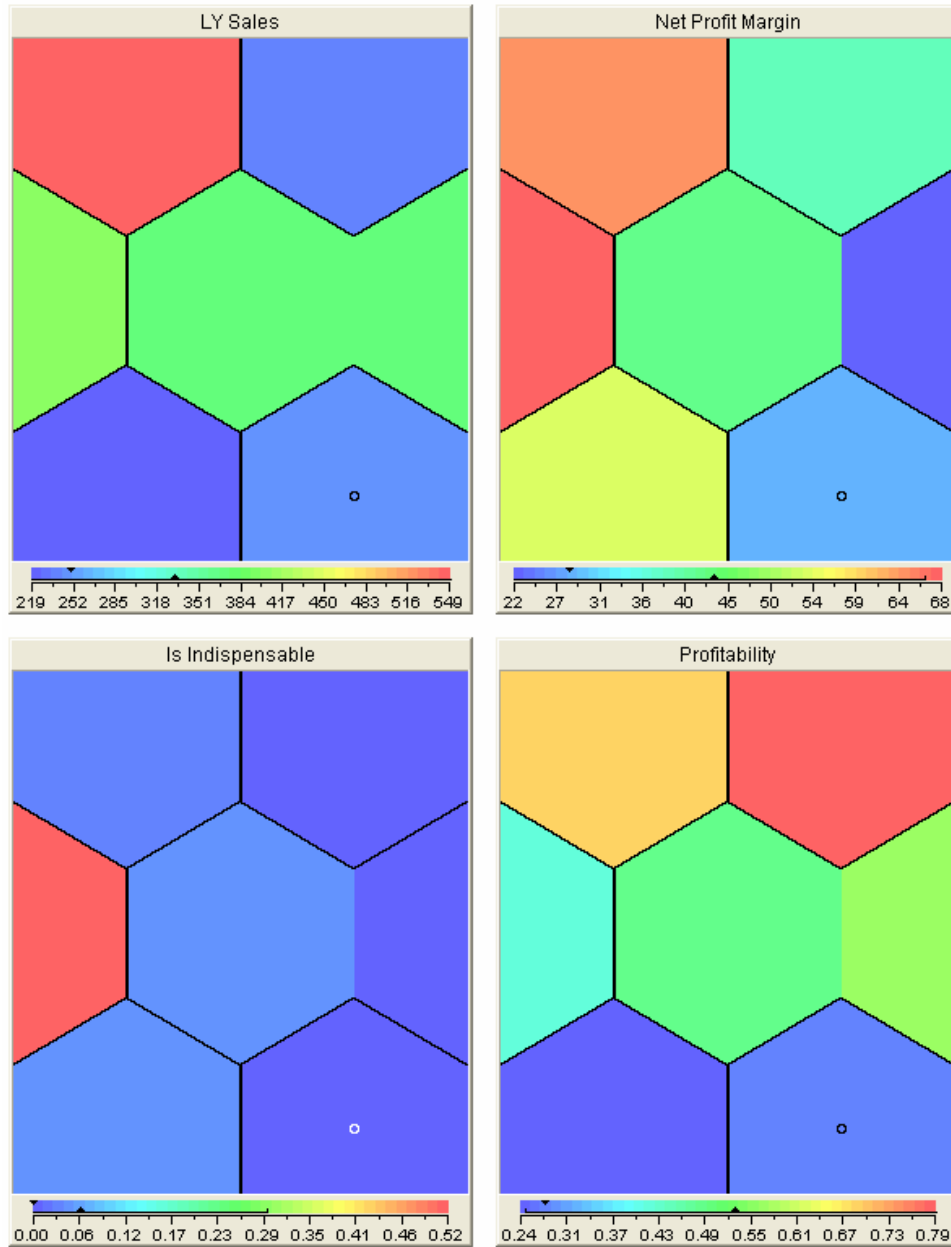 LY Sales
219 252 285 318 351 384 417 450 483 516 549
Net Profit Margin
22 27 31 36 40 45 50 54 59 64 68
Is Indispensable
0.00 0.06 0.12 0.17 0.23 0.29 0.35 0.41 0.46 0.52
Profitability
0.24 0.31 0.37 0.43 0.49 0.55 0.61 0.67 0.73 0.78